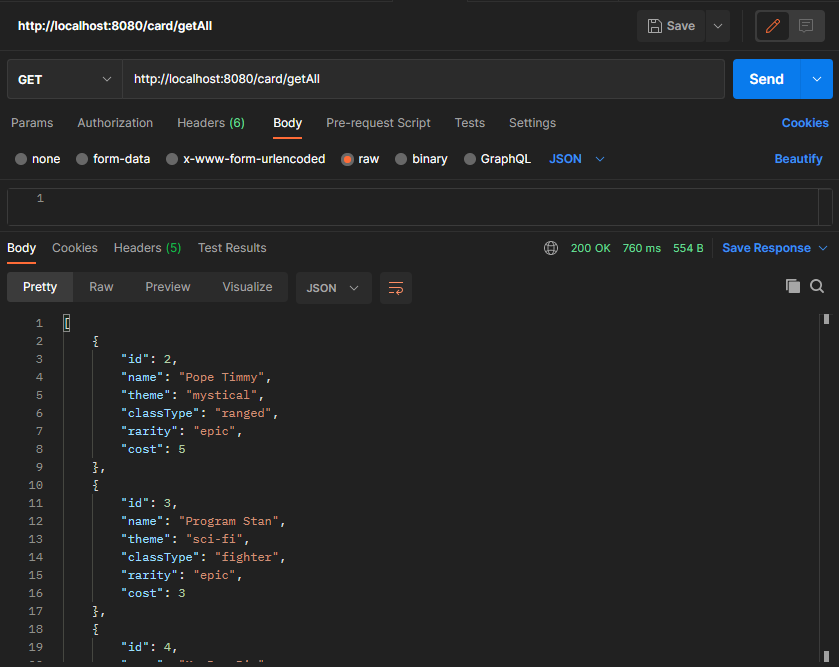 http://localhost:8080/card/getAll
Save
GET
http://localhost:8080/card/getAll
Send
Params Authorization Headers (6) Body Pre-request Script Tests Settings Cookies
none form-data x-www-form-urlencoded raw binary GraphQL JSON Beautify
1
Body Cookies Headers (5) Test Results 200 OK 760 ms 554 B Save Response
Pretty Raw Preview Visualize JSON
1 [
2 {
3 "id": 2,
4 "name": "Pope Timmy",
5 "theme": "mystical",
6 "classType": "ranged",
7 "rarity": "epic",
8 "cost": 5
9 },
10 {
11 "id": 3,
12 "name": "Program Stan",
13 "theme": "sci-fi",
14 "classType": "fighter",
15 "rarity": "epic",
16 "cost": 3
17 },
18 {
19 "id": 4,